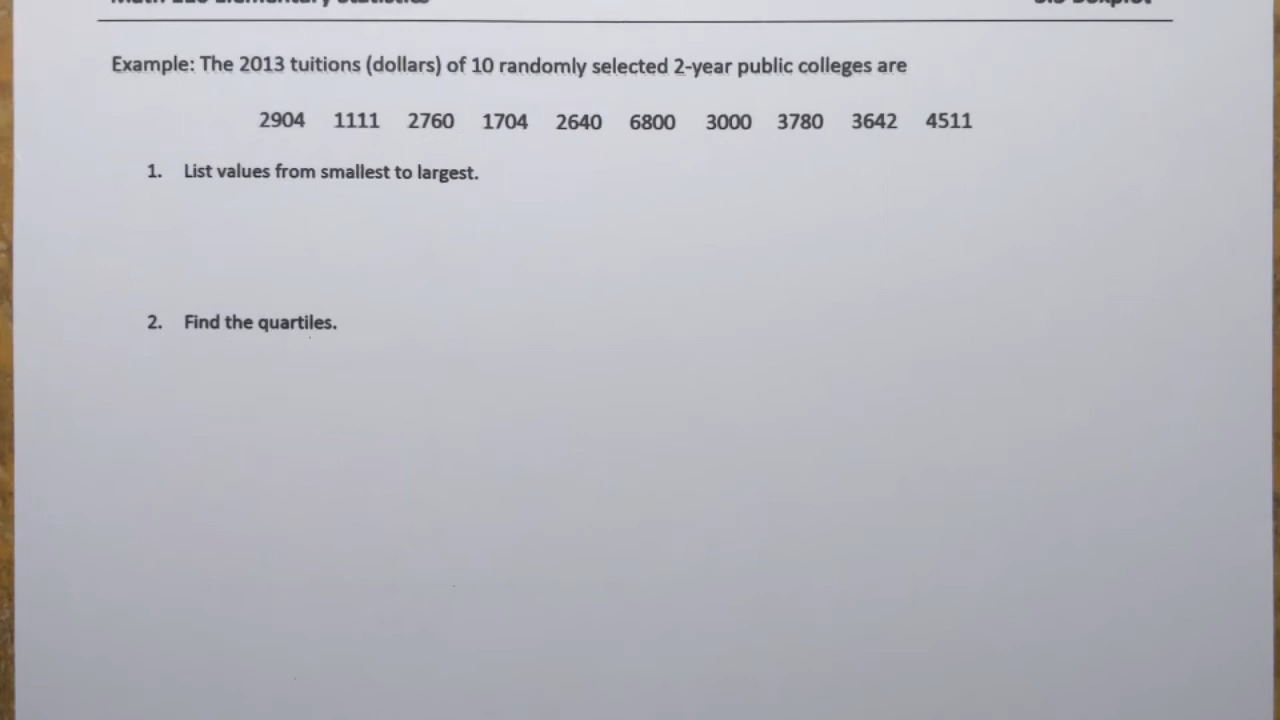 Example: The 2013 tuitions (dollars) of 10 randomly selected 2-year public colleges are
2904 1111 2760 1704 2640 6800 3000 3780 3642 4511
1. List values from smallest to largest.
2. Find the quartiles.